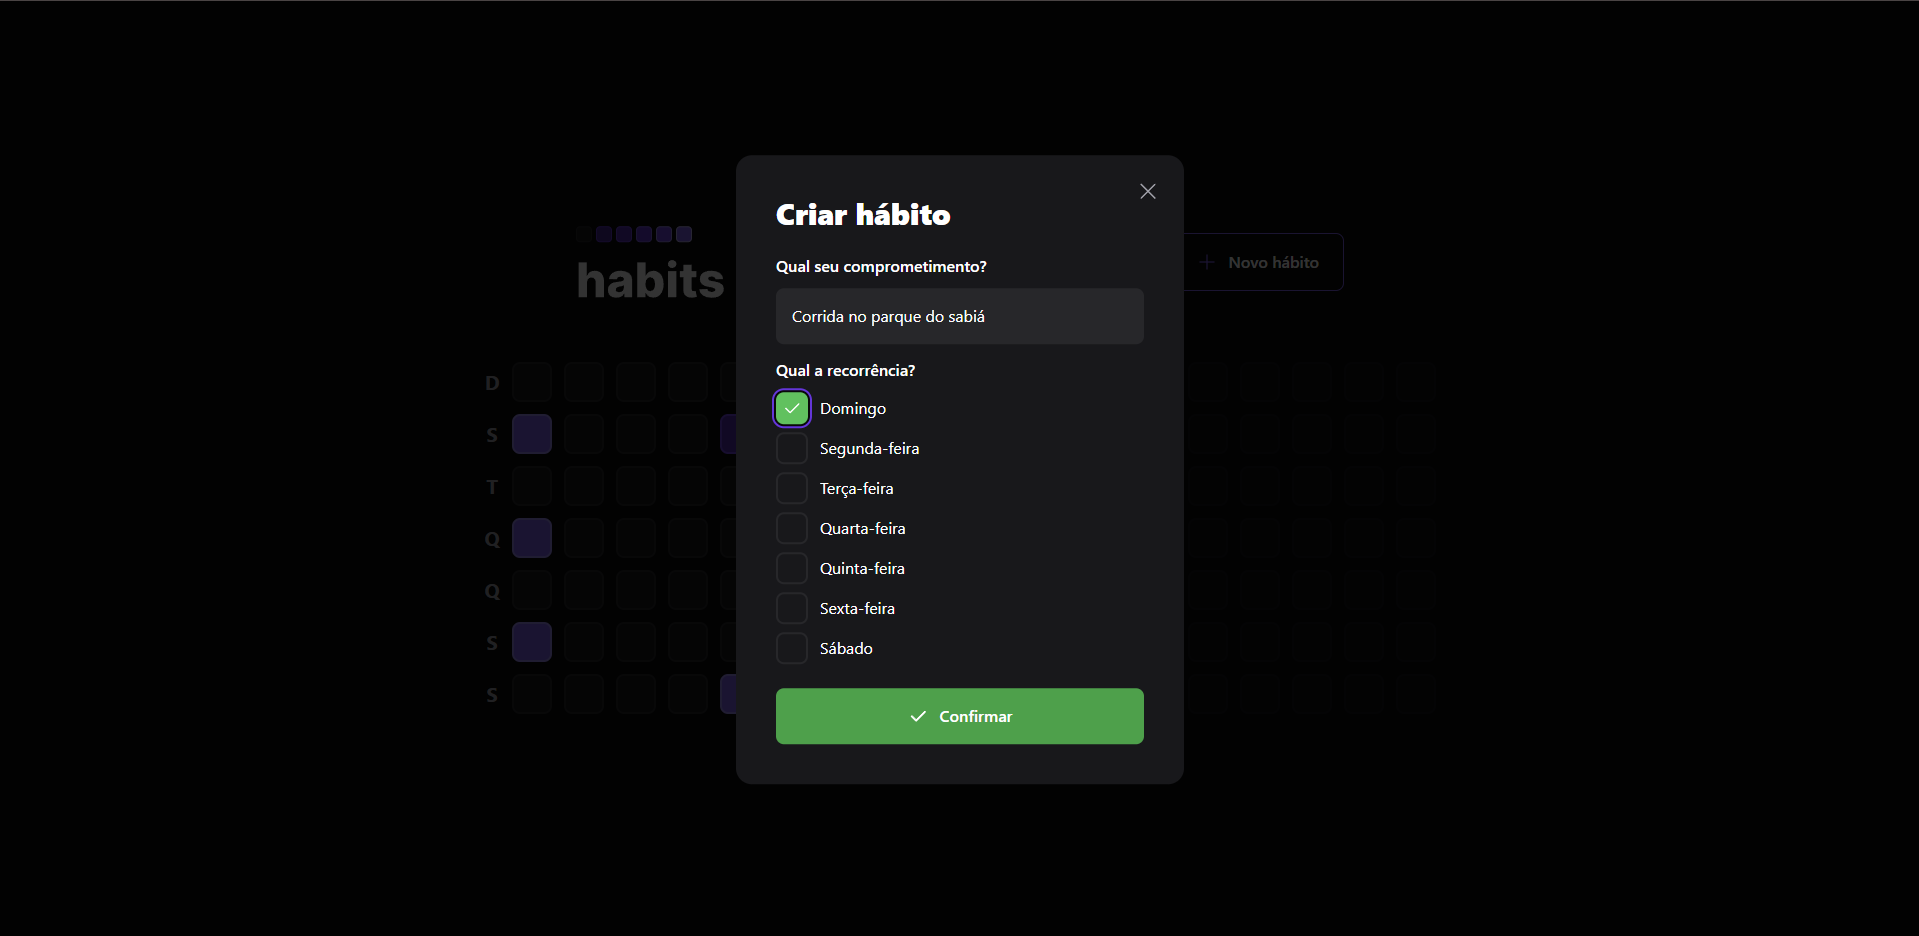 Criar hábito
habits
Novo hábito
Qual seu comprometimento?
Corrida no parque do sabiá
Qual a recorrência?
Domingo
Segunda-feira
Terça-feira
Quarta-feira
Quinta-feira
Sexta-feira
Sábado
Confirmar
D
S
T
Q
Q
S
S